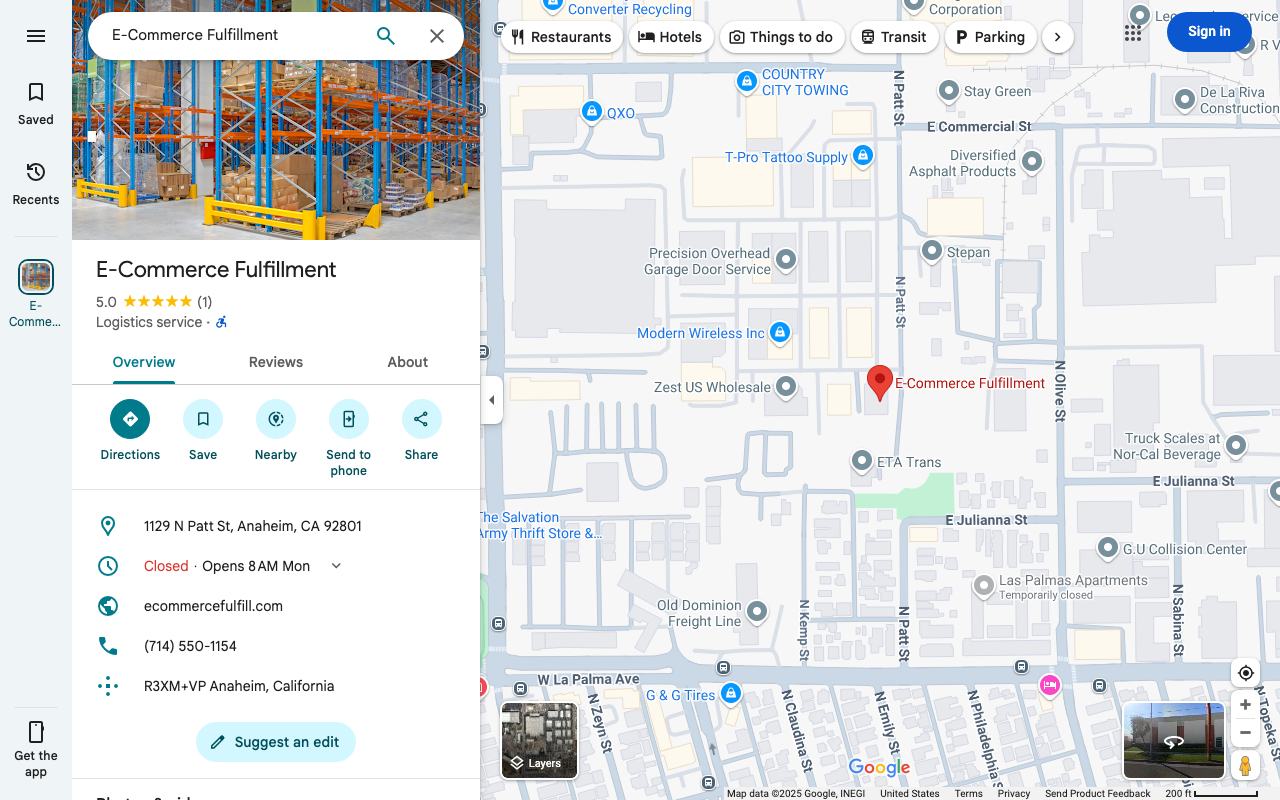 E-Commerce Fulfillment
Saved
Recents
E-
Comme...
Get the
app
E-Commerce Fulfillment
5.0
(1)
Logistics service ·
Overview
Reviews
About
Directions
Save
Nearby
Send to
phone
Share
1129 N Patt St, Anaheim, CA 92801
Closed · Opens 8 AM Mon
ecommercefulfill.com
(714) 550-1154
R3XM+VP Anaheim, California
Suggest an edit
Restaurants
Hotels
Things to do
Transit
Parking
Sign in
Converter Recycling
Corporation
COUNTRY
CITY TOWING
QXO
Stay Green
De La Riva
Construction
N Patt St
E Commercial St
T-Pro Tattoo Supply
Diversified
Asphalt Products
Precision Overhead
Garage Door Service
Stepan
N Patt St
Modern Wireless Inc
Zest US Wholesale
E-Commerce Fulfillment
N Olive St
Truck Scales at
Nor-Cal Beverage
ETA Trans
E Julianna St
E Julianna St
The Salvation
Army Thrift Store &...
G.U Collision Center
Las Palmas Apartments
Temporarily closed
Old Dominion
Freight Line
N Kemp St
N Patt St
N Sabina St
W La Palma Ave
G & G Tires
N Zeyn St
N Claudina St
N Emily St
N Philadelphia St
N Topeka St
Layers
Google
Map data ©2025 Google, INEGI
United States
Terms
Privacy
Send Product Feedback
200 ft